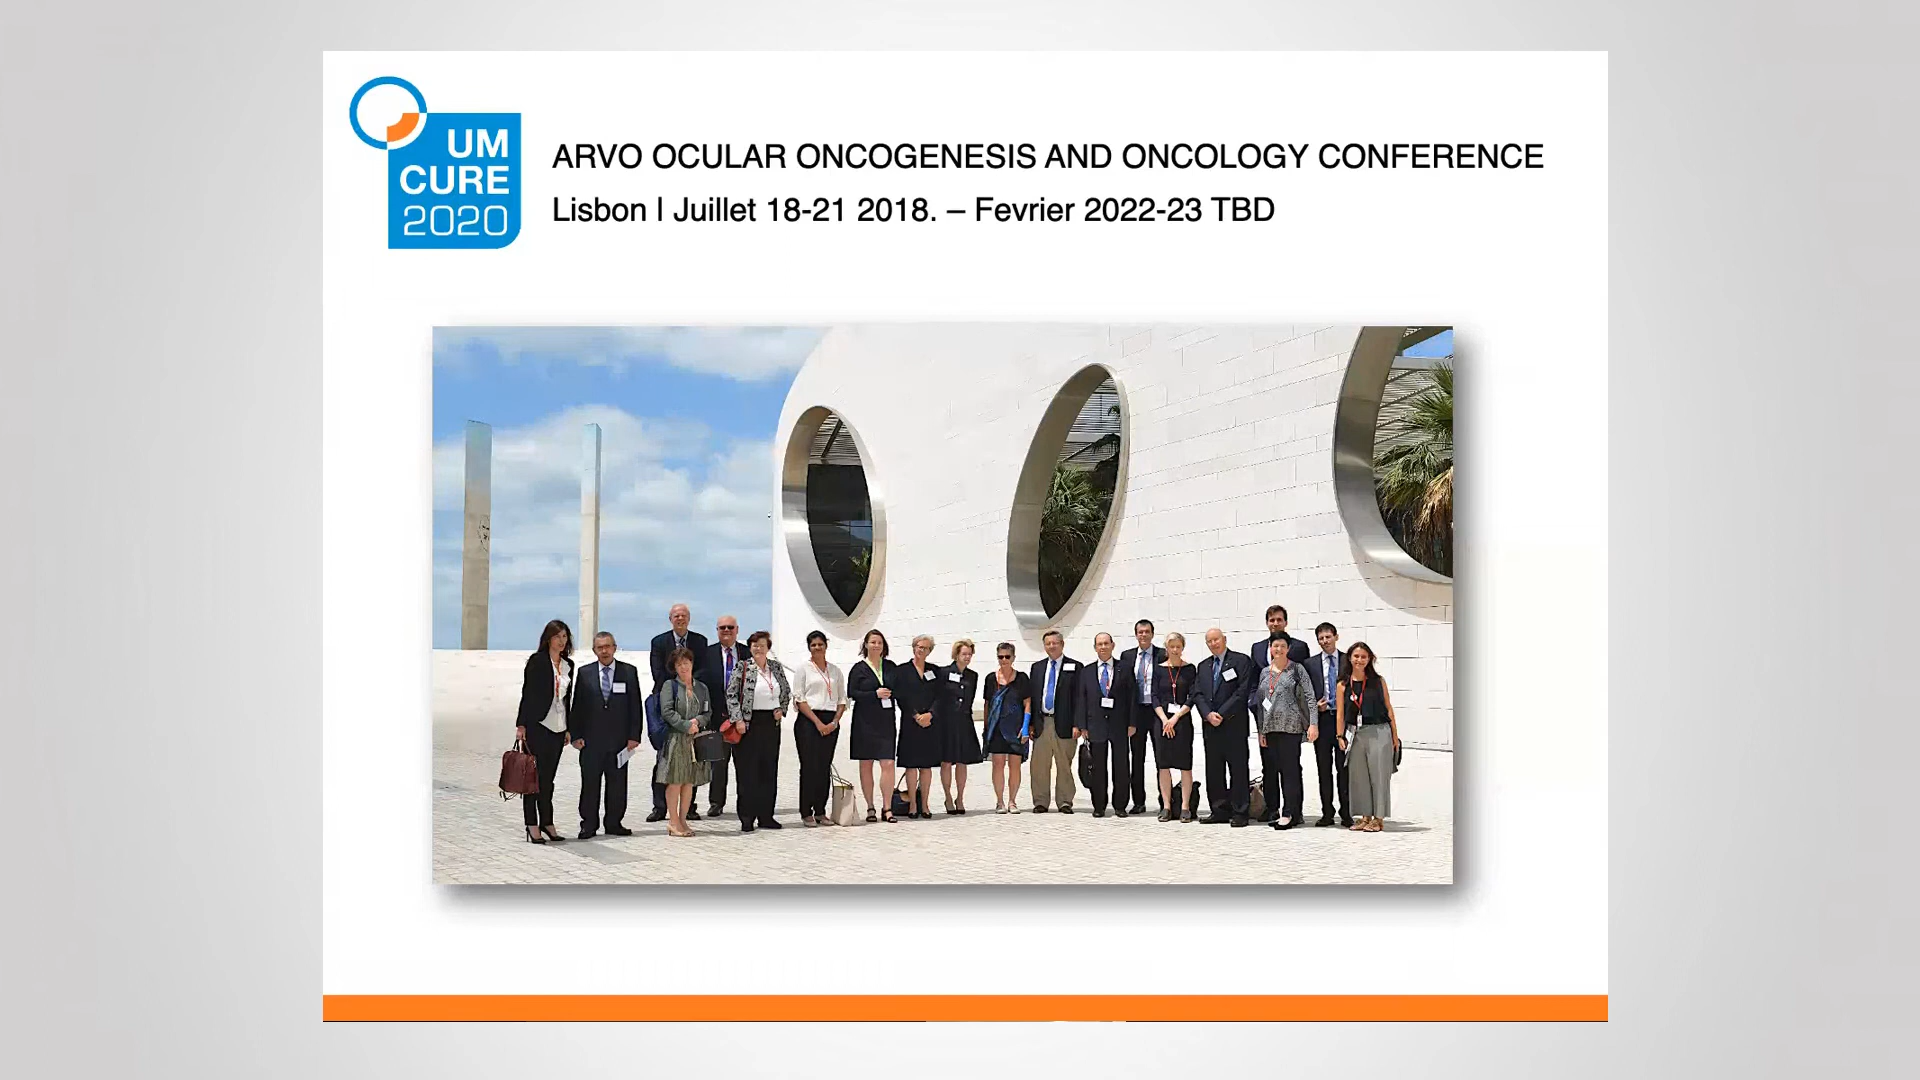 UM
CURE
2020
ARVO OCULAR ONCOGENESIS AND ONCOLOGY CONFERENCE
Lisbon I Juillet 18-21 2018. – Fevrier 2022-23 TBD